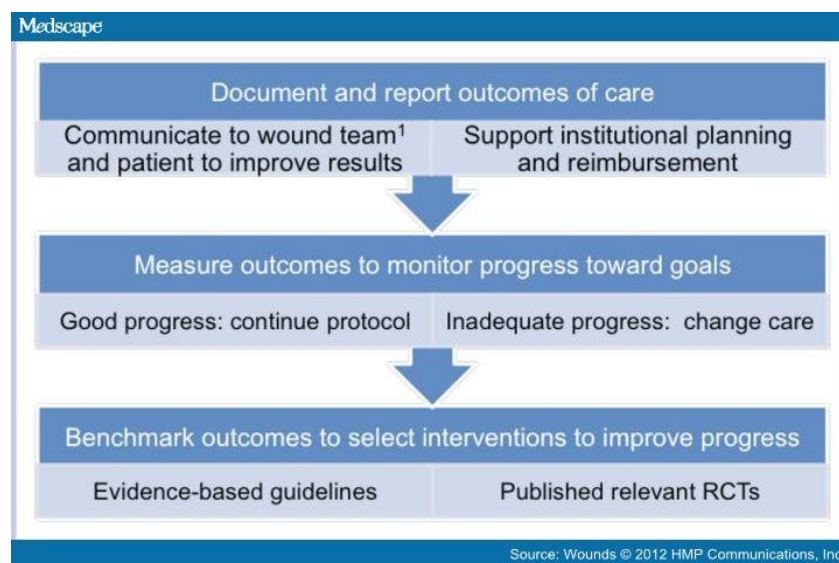 Medscape
Document and report outcomes of care
Communicate to wound team¹ and patient to improve results
Support institutional planning and reimbursement
Measure outcomes to monitor progress toward goals
Good progress: continue protocol
Inadequate progress: change care
Benchmark outcomes to select interventions to improve progress
Evidence-based guidelines
Published relevant RCTs
Source: Wounds © 2012 HMP Communications, Inc